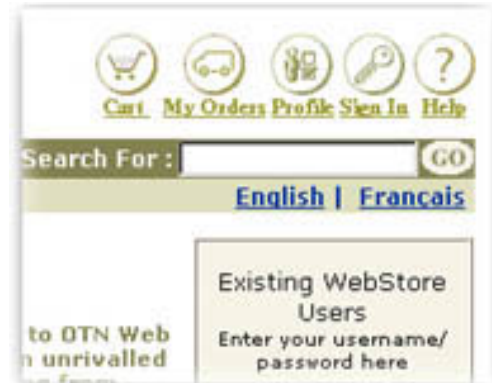 ?
Cart My Orders Profile Sign In Help
Search For : GO
English | Français
Existing WebStore
Users
Enter your username/
password here
to OTN Web
n unrivalled